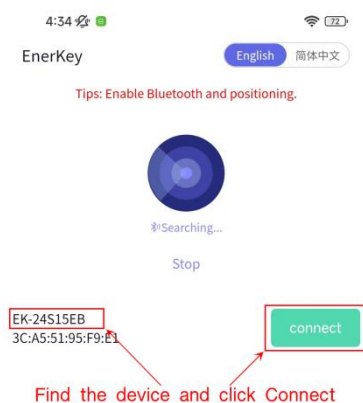 4:34
72
EnerKey
English 简体中文
Tips: Enable Bluetooth and positioning.
Searching...
Stop
EK-24S15EB
3C:A5:51:95:F9:E1
connect
Find the device and click Connect